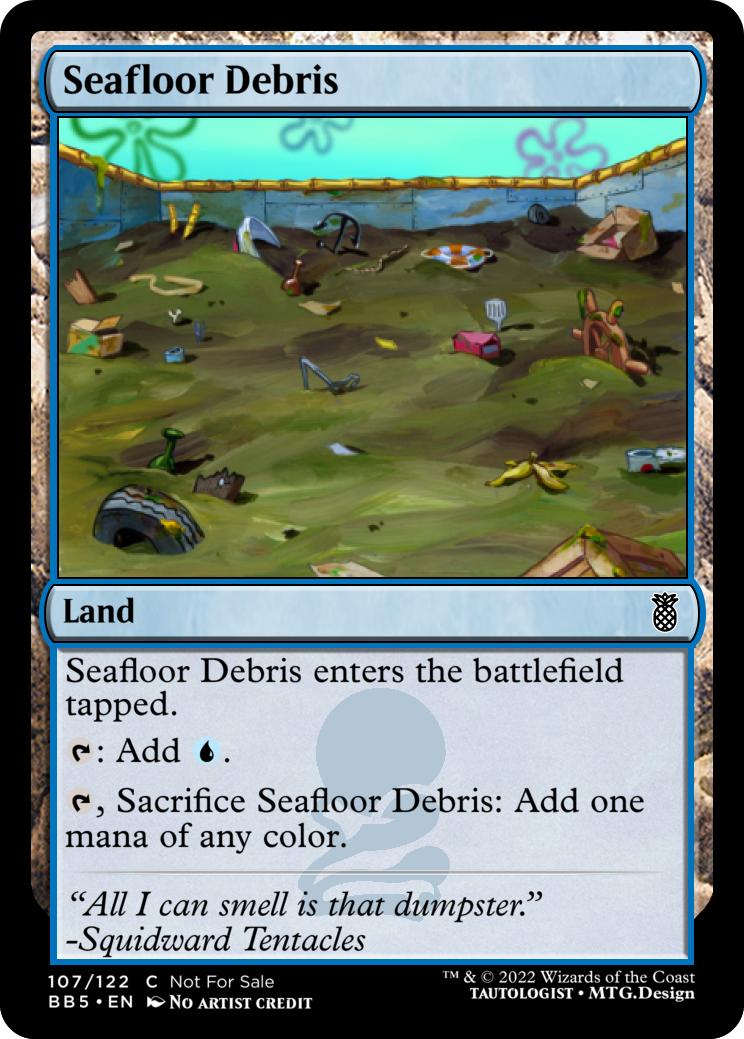 Seafloor Debris
Land
Seafloor Debris enters the battlefield
tapped.
: Add .
, Sacrifice Seafloor Debris: Add one
mana of any color.
“All I can smell is that dumpster.”
-Squidward Tentacles
107/122 C Not For Sale
™ & © 2022 Wizards of the Coast
BB5 • EN No artist credit
TAUTOLOGIST • MTG.Design